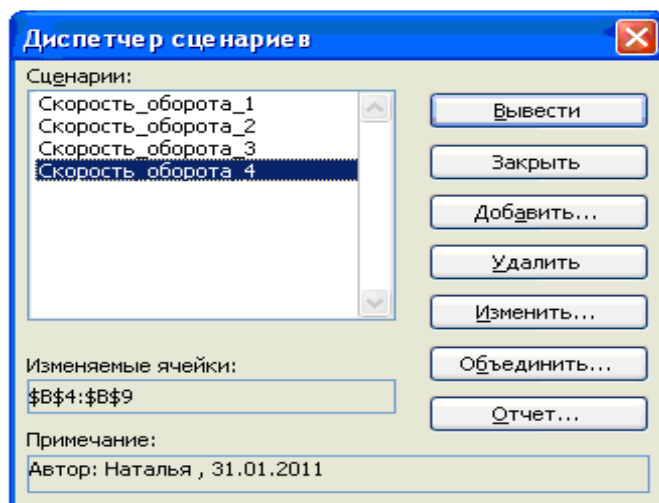 Диспетчер сценариев
Сценарии:
Скорость_оборота_1
Скорость_оборота_2
Скорость_оборота_3
Скорость_оборота_4
Вывести
Закрыть
Добавить...
Удалить
Изменить...
Объединить...
Отчет...
Изменяемые ячейки:
$B$4:$B$9
Примечание:
Автор: Наталья , 31.01.2011